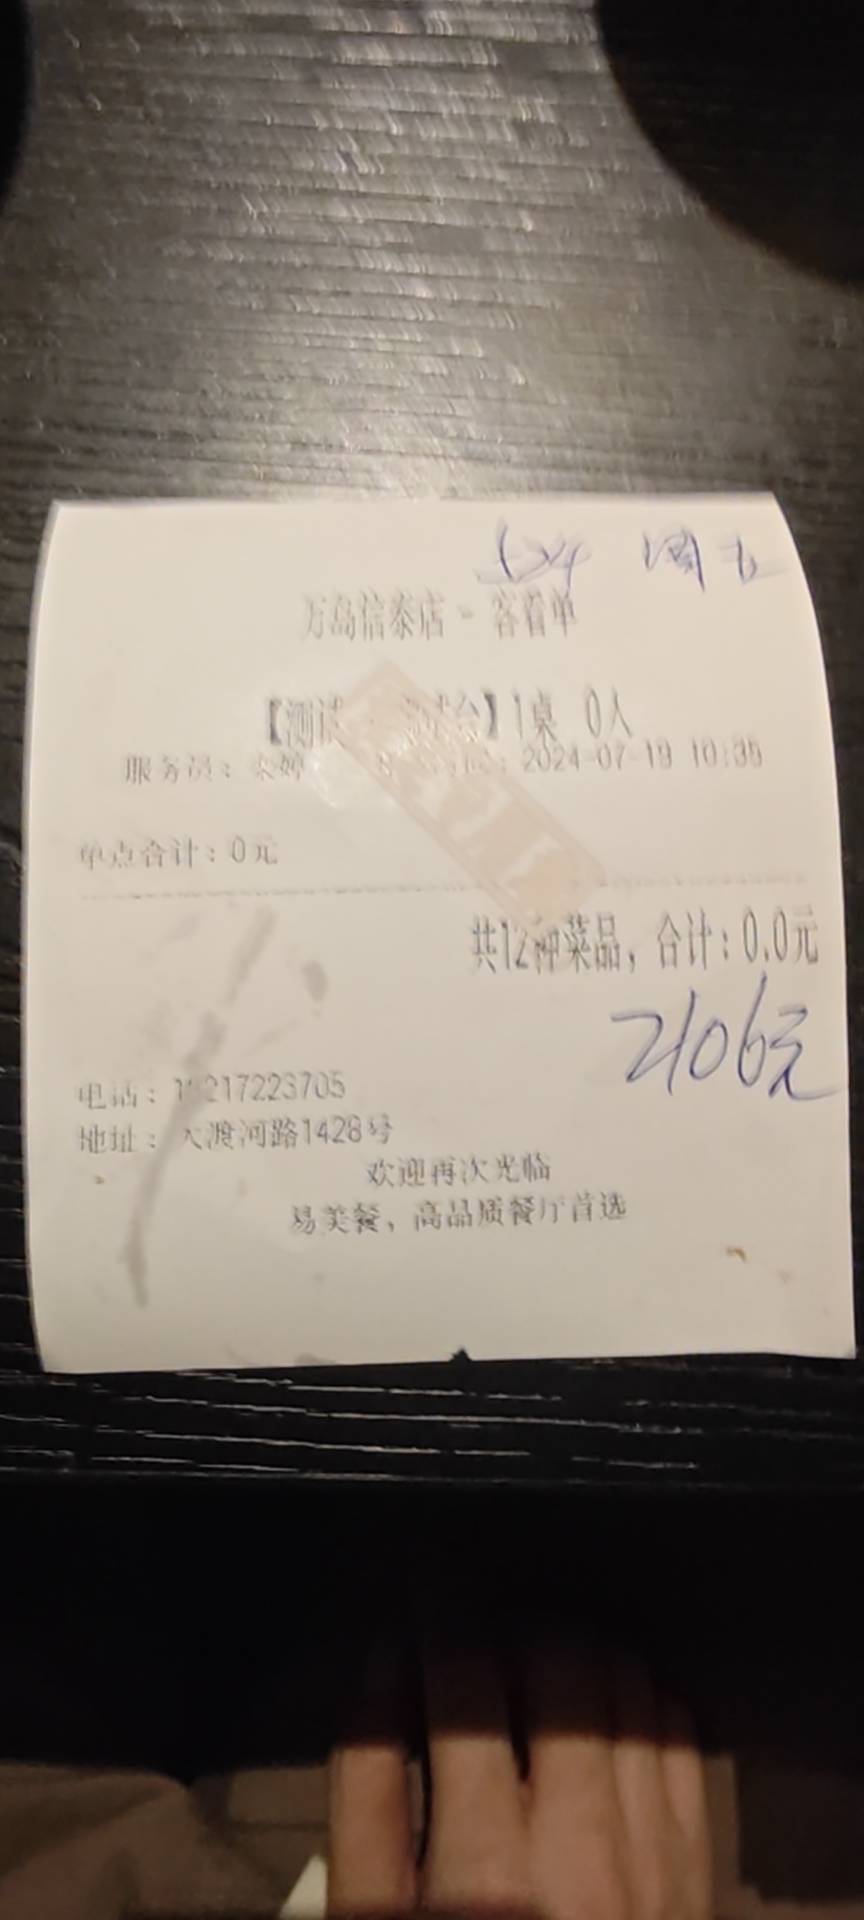 周五
万岛信泰店 - 客看单
【测试 台】1桌 0人
服务员: 婷 : 2024-07-19 10:35
单点合计: 0元
共12种菜品, 合计: 0.0元
2106元
电话: 217223705
地址: 大渡河路1428号
欢迎再次光临
易美餐、高品质餐厅首选